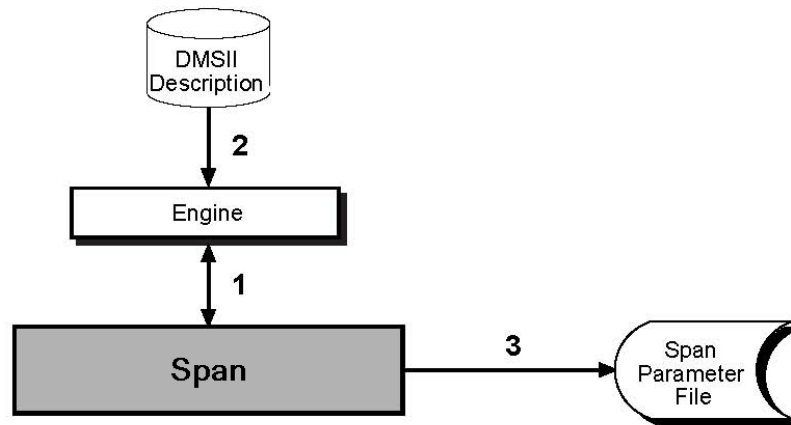 DMSII
Description
2
Engine
1
Span
3
Span
Parameter
File